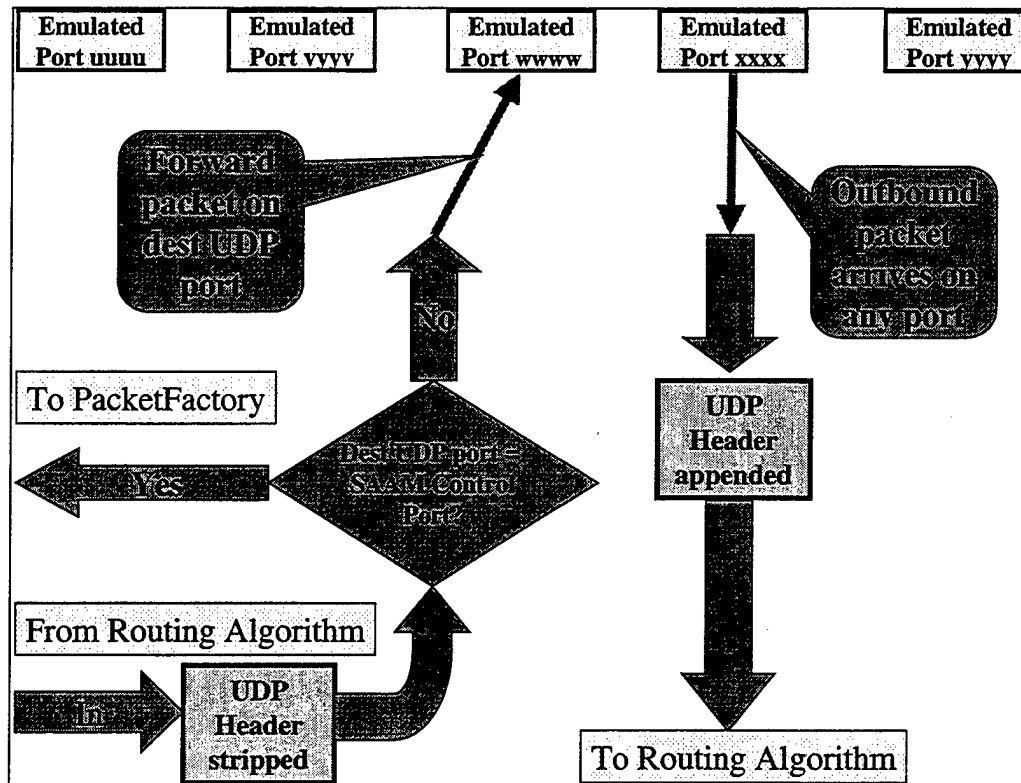 Emulated
Port uuuu
Emulated
Port vyyv
Emulated
Port wwww
Emulated
Port xxxx
Emulated
Port yyyy
Forward
packet on
dest UDP
port
Outbound
packet
arrives on
any port
No
To PacketFactory
Yes
Dest UDP port =
SAAM Control
Port?
UDP
Header
appended
From Routing Algorithm
In
UDP
Header
stripped
To Routing Algorithm